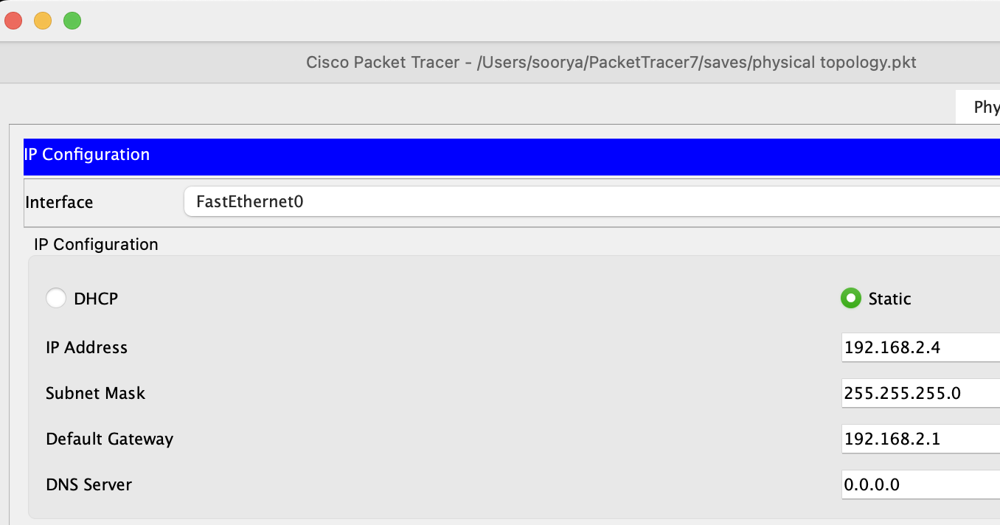 Cisco Packet Tracer - /Users/soorya/PacketTracer7/saves/physical topology.pkt
Phy
IP Configuration
Interface FastEthernet0
IP Configuration
DHCP Static
IP Address 192.168.2.4
Subnet Mask 255.255.255.0
Default Gateway 192.168.2.1
DNS Server 0.0.0.0